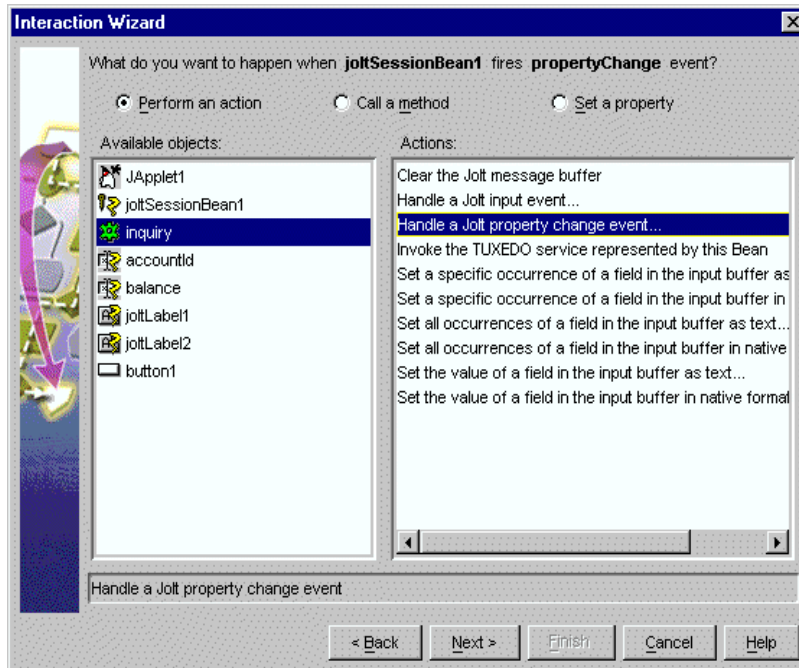 Interaction Wizard
What do you want to happen when joltSessionBean1 fires propertyChange event?
Perform an action Call a method Set a property
Available objects: Actions:
JApplet1
joltSessionBean1
inquiry
accountId
balance
joltLabel1
joltLabel2
button1
Clear the Jolt message buffer
Handle a Jolt input event...
Handle a Jolt property change event...
Invoke the TUXEDO service represented by this Bean
Set a specific occurrence of a field in the input buffer as
Set a specific occurrence of a field in the input buffer in
Set all occurrences of a field in the input buffer as text...
Set all occurrences of a field in the input buffer in native
Set the value of a field in the input buffer as text...
Set the value of a field in the input buffer in native format
Handle a Jolt property change event
< Back Next > Finish Cancel Help